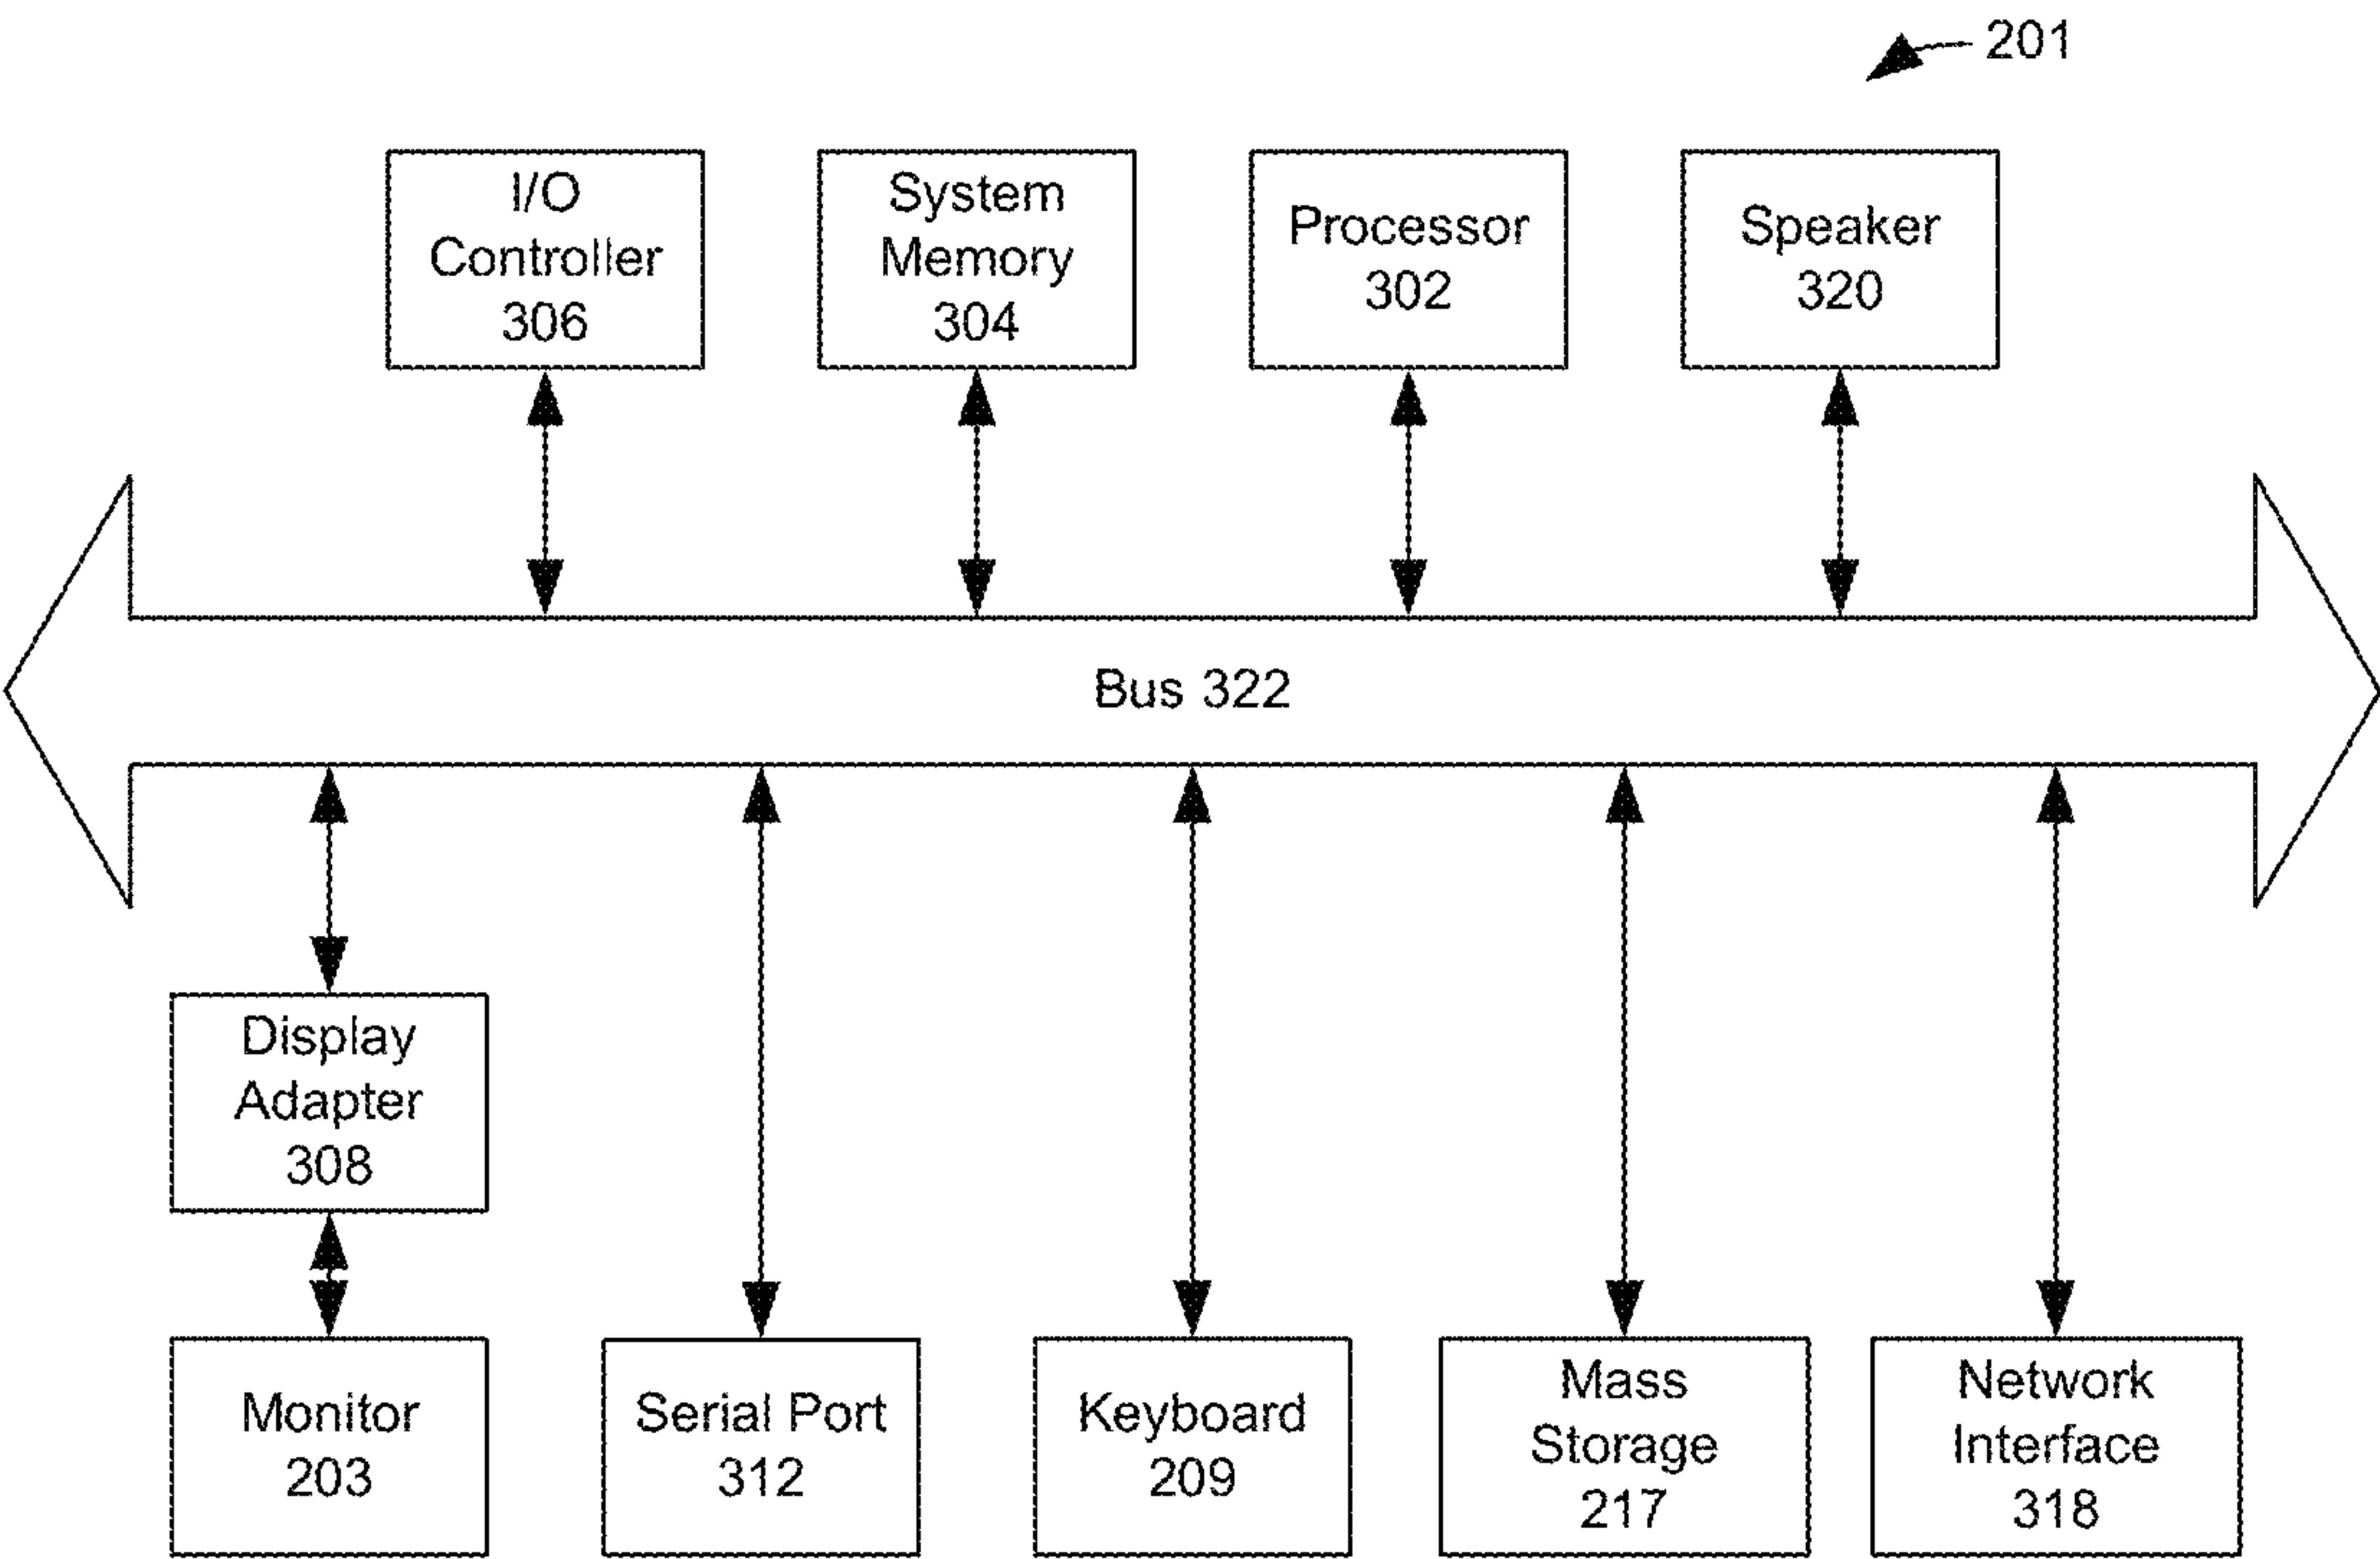 201
I/O
Controller
306
System
Memory
304
Processor
302
Speaker
320
Bus 322
Display
Adapter
308
Monitor
203
Serial Port
312
Keyboard
209
Mass
Storage
217
Network
Interface
318